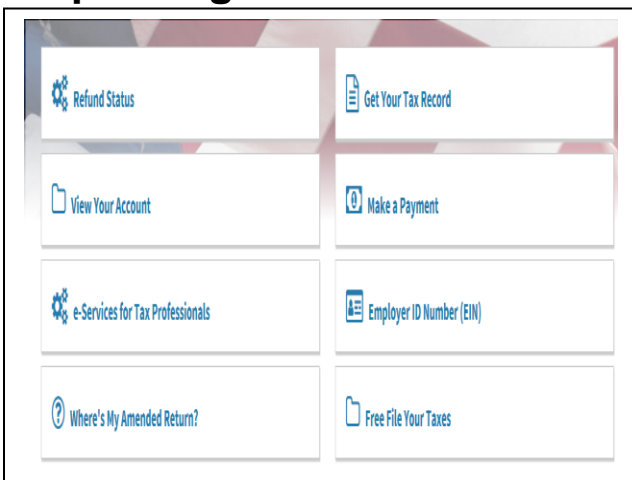 Refund Status
Get Your Tax Record
View Your Account
Make a Payment
e-Services for Tax Professionals
Employer ID Number (EIN)
Where's My Amended Return?
Free File Your Taxes